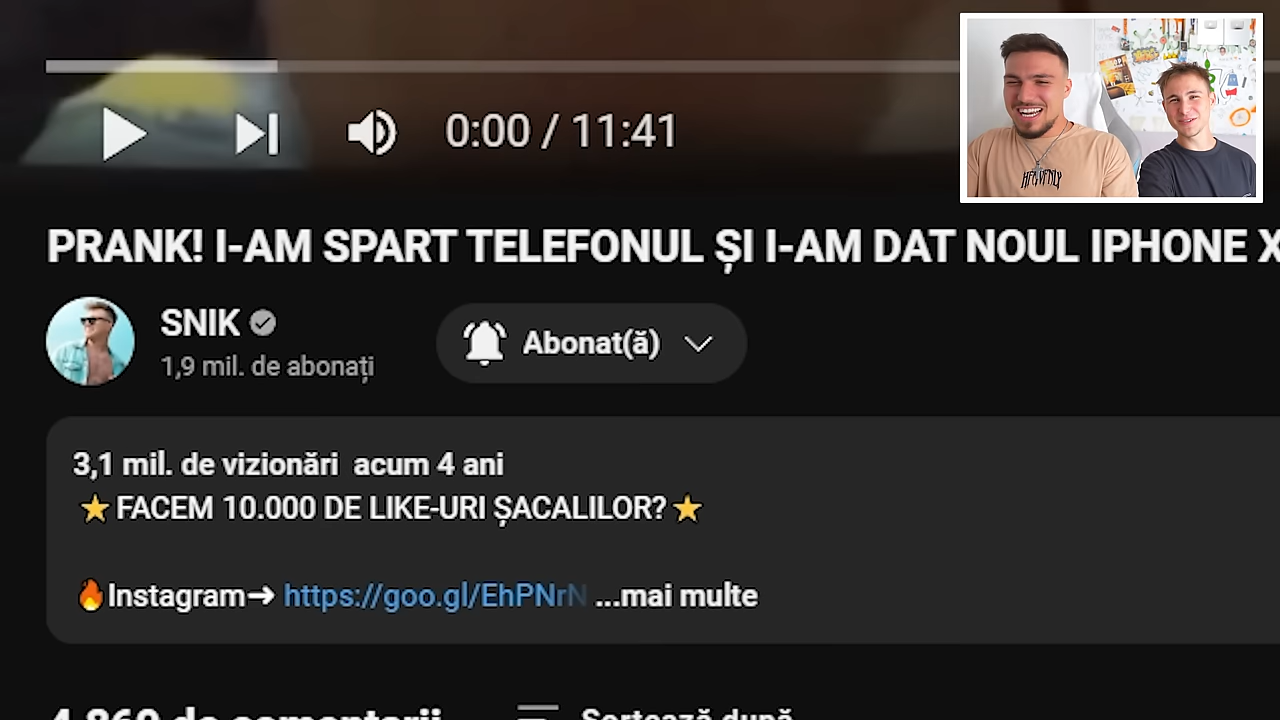 0:00 / 11:41
PRANK! I-AM SPART TELEFONUL ȘI I-AM DAT NOUL IPHONE X
SNIK
1,9 mil. de abonați
Abonat(ă)
3,1 mil. de vizionări acum 4 ani
⭐FACEM 10.000 DE LIKE-URI ȘACALILOR?⭐
🔥Instagram➔ https://goo.gl/EhPNrN ...mai multe
4.869 de comentarii
Sortează după